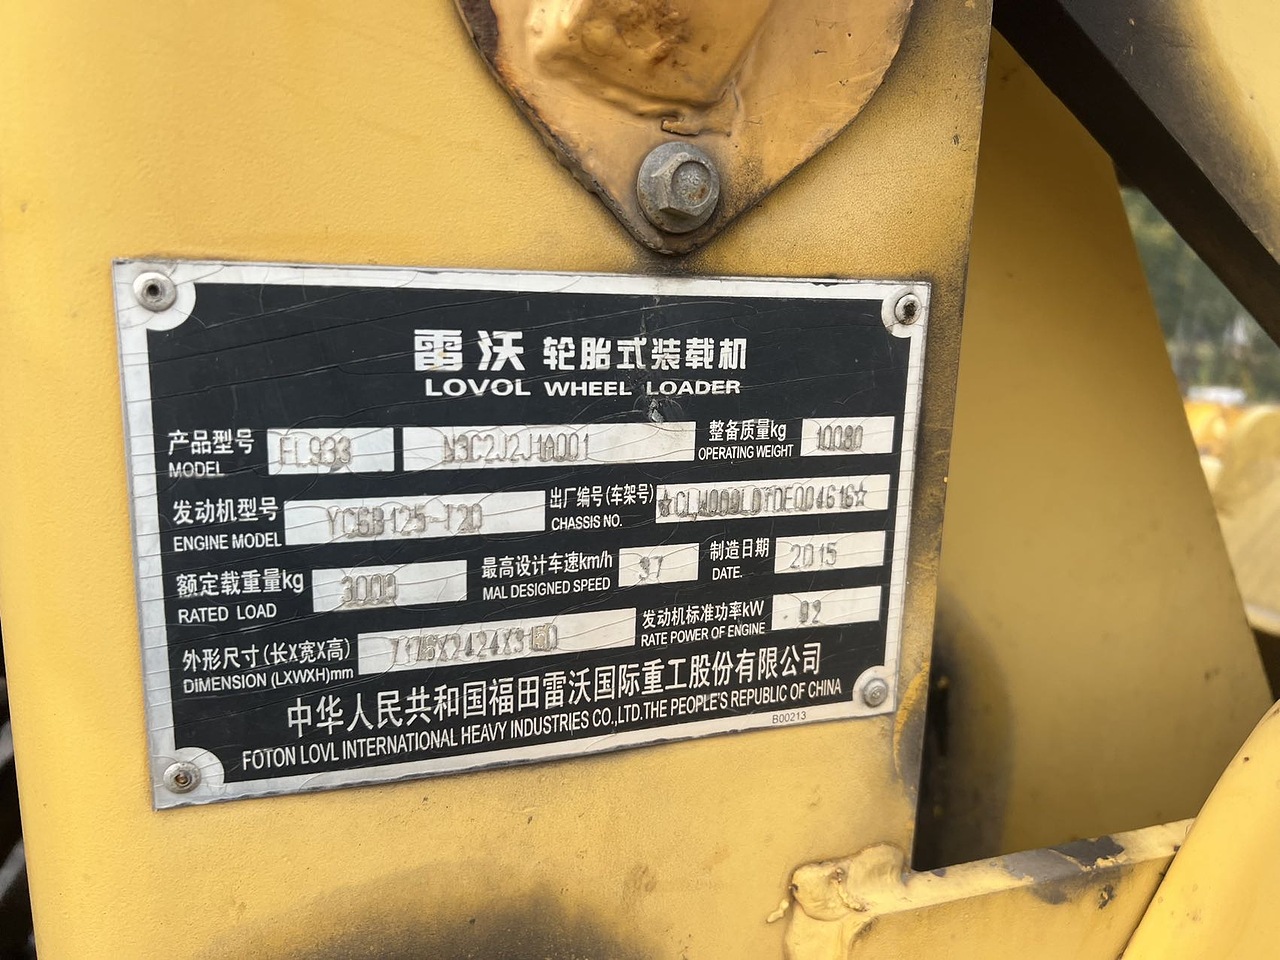 雷沃 轮胎式装载机
LOVOL WHEEL LOADER
产品型号 FL933 N3C2J2JHA001 整备质量kg 10080
MODEL OPERATING WEIGHT
发动机型号 YC6B125-T20 出厂编号(车架号)
ENGINE MODEL CHASSIS NO.
额定载重量kg 3000 最高设计车速km/h 37 制造日期 2015
RATED LOAD MAL DESIGNED SPEED DATE.
外形尺寸(长X宽X高) 发动机标准功率kW 92
DIMENSION (LXWXH)mm RATE POWER OF ENGINE
中华人民共和国福田雷沃国际重工股份有限公司
FOTON LOVL INTERNATIONAL HEAVY INDUSTRIES CO.,LTD.THE PEOPLE'S REPUBLIC OF CHINA
B00213